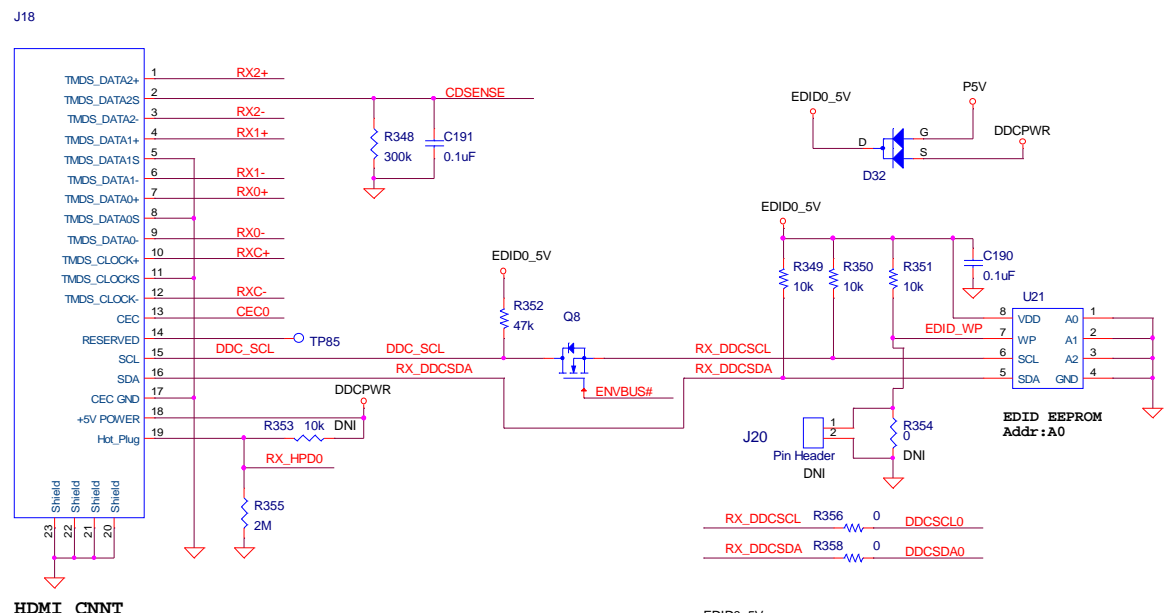 J18
TMDS_DATA2+ 1 RX2+
TMDS_DATA2S 2 CDSENSE
TMDS_DATA2- 3 RX2-
TMDS_DATA1+ 4 RX1+
TMDS_DATA1S 5
TMDS_DATA1- 6 RX1-
TMDS_DATA0+ 7 RX0+
TMDS_DATA0S 8
TMDS_DATA0- 9 RX0-
TMDS_CLOCK+ 10 RXC+
TMDS_CLOCKS 11
TMDS_CLOCK- 12 RXC-
CEC 13 CEC0
RESERVED 14 TP85
SCL 15 DDC_SCL DDC_SCL
SDA 16 RX_DDCSDA
CEC GND 17
+5V POWER 18
Hot_Plug 19
Shield
Shield
Shield
Shield
23
22
21
20
HDMI CNNT
R348
300k
C191
0.1uF
EDID0_5V
P5V
DDCPWR
D
G
S
D32
EDID0_5V
R352
47k
Q8
ENVBUS#
RX_DDCSCL
RX_DDCSDA
DDCPWR
R353 10k
DNI
RX_HPD0
R355
2M
EDID0_5V
R349
10k
R350
10k
R351
10k
C190
0.1uF
U21
EDID_WP
8 VDD A0 1
7 WP A1 2
6 SCL A2 3
5 SDA GND 4
EDID EEPROM
Addr:A0
J20
1
2
Pin Header
DNI
R354
0
DNI
RX_DDCSCL R356 0 DDCSCL0
RX_DDCSDA R358 0 DDCSDA0